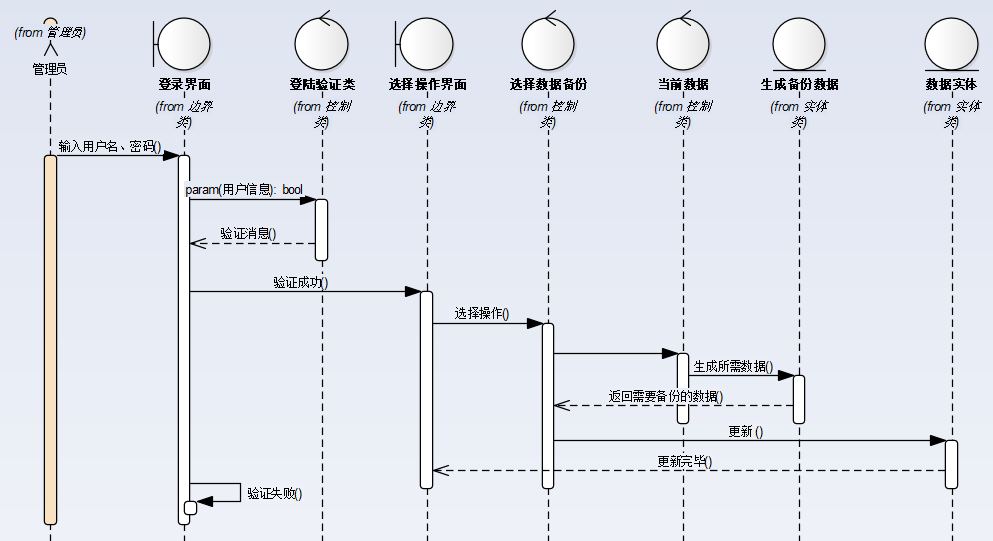 (from 管理员)
管理员
登录界面
(from 边界
类)
登陆验证类
(from 控制
类)
选择操作界面
(from 边界
类)
选择数据备份
(from 控制
类)
当前数据
(from 控制
类)
生成备份数据
(from 实体
类)
数据实体
(from 实体
类)
输入用户名、密码()
param(用户信息): bool
验证消息()
验证成功()
选择操作()
生成所需数据()
返回需要备份的数据()
更新()
更新完毕()
验证失败()